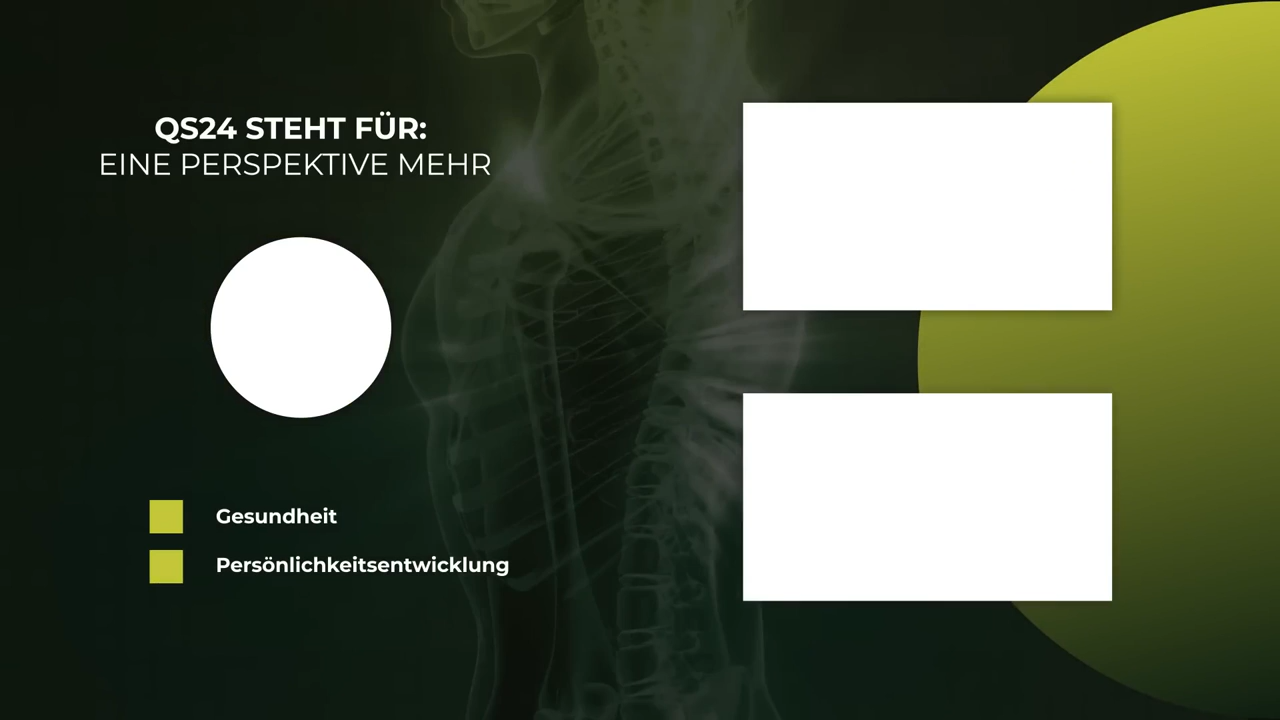 QS24 STEHT FÜR:
EINE PERSPEKTIVE MEHR
Gesundheit
Persönlichkeitsentwicklung